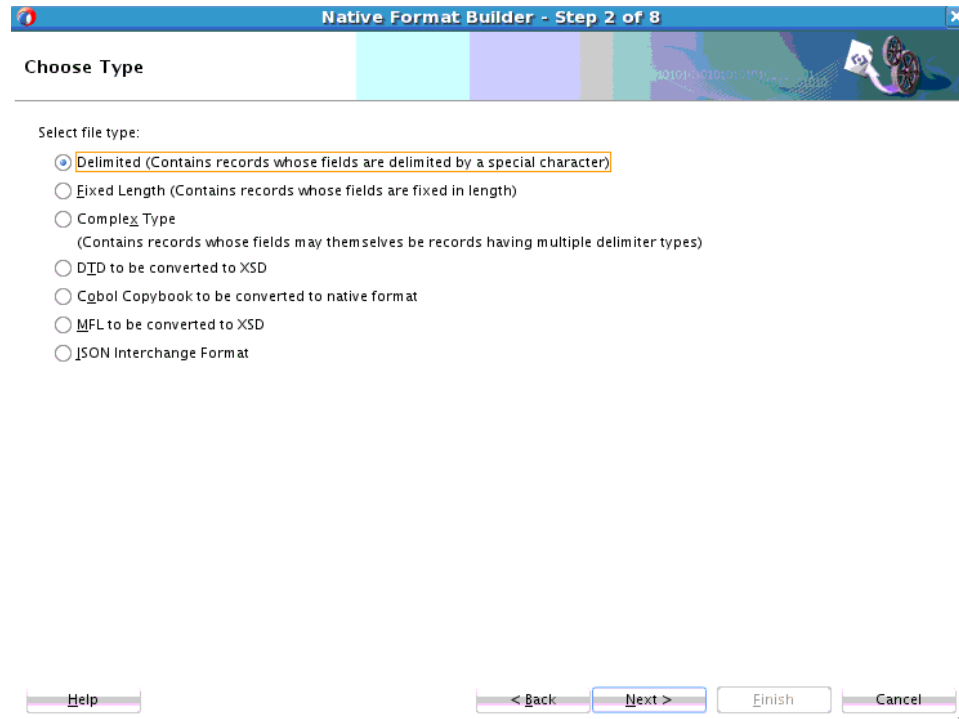 Native Format Builder - Step 2 of 8
Choose Type
Select file type:
Delimited (Contains records whose fields are delimited by a special character)
Fixed Length (Contains records whose fields are fixed in length)
Complex Type
(Contains records whose fields may themselves be records having multiple delimiter types)
DTD to be converted to XSD
Cobol Copybook to be converted to native format
MFL to be converted to XSD
JSON Interchange Format
Help
< Back
Next >
Finish
Cancel